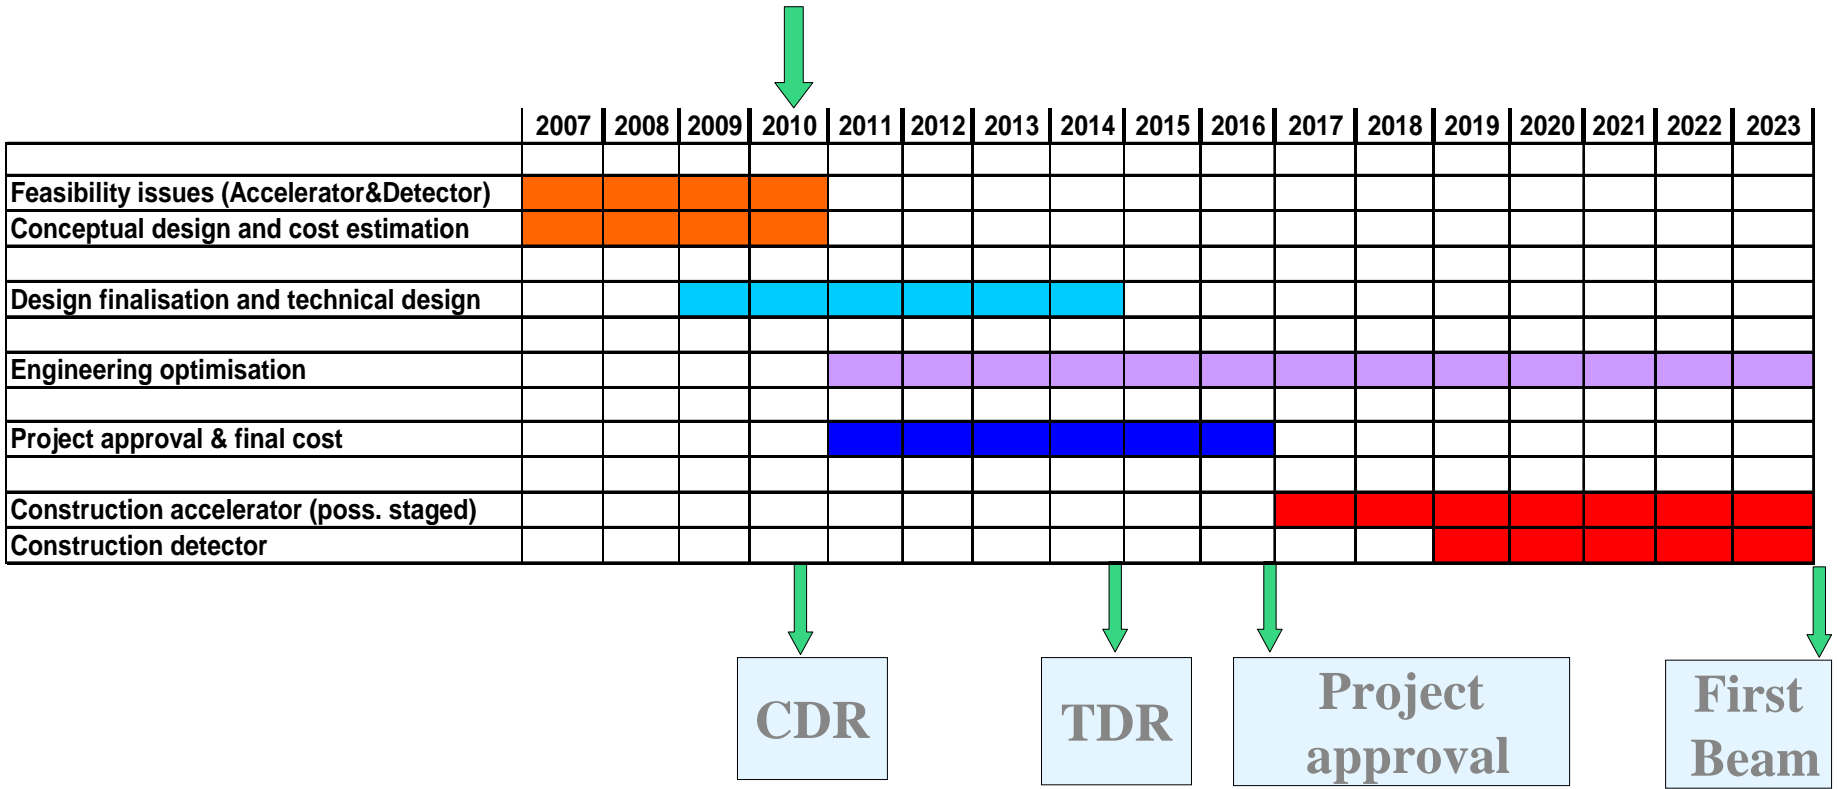 2007 2008 2009 2010 2011 2012 2013 2014 2015 2016 2017 2018 2019 2020 2021 2022 2023
Feasibility issues (Accelerator&Detector)
Conceptual design and cost estimation
Design finalisation and technical design
Engineering optimisation
Project approval & final cost
Construction accelerator (poss. staged)
Construction detector
CDR
TDR
Project
approval
First
Beam